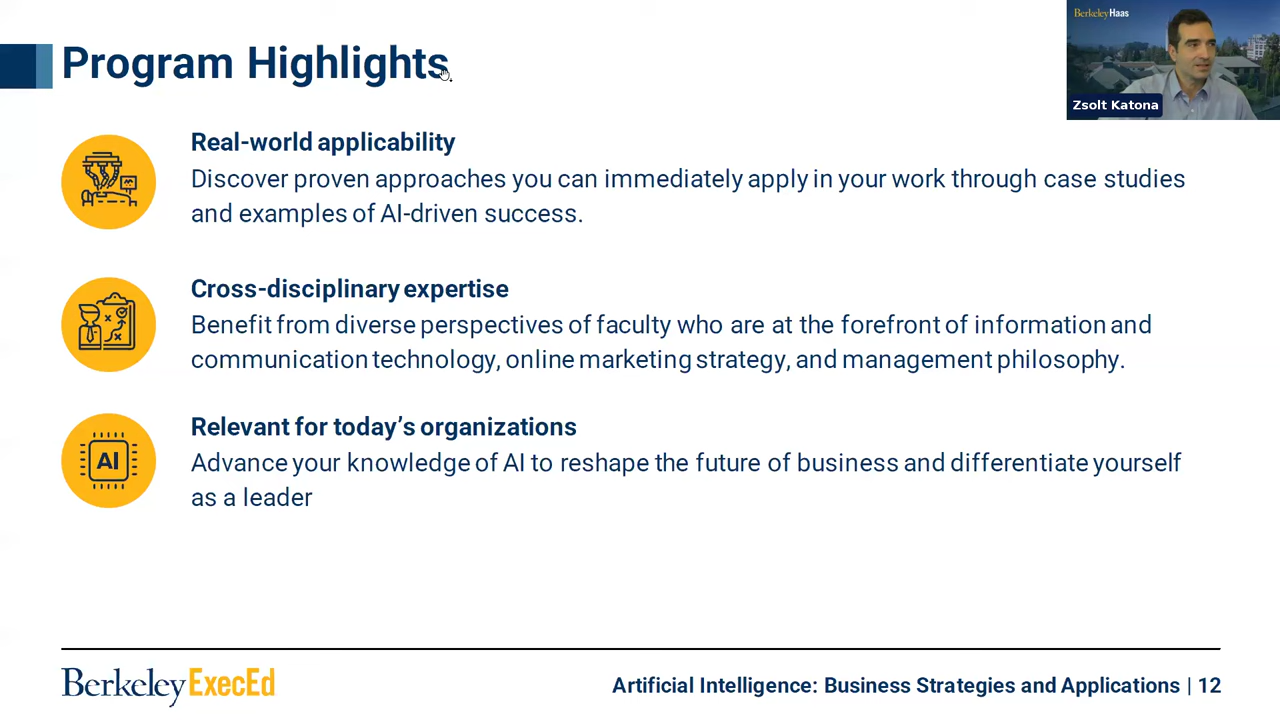 Program Highlights
BerkeleyHaas
Zsolt Katona
Real-world applicability
Discover proven approaches you can immediately apply in your work through case studies
and examples of AI-driven success.
Cross-disciplinary expertise
Benefit from diverse perspectives of faculty who are at the forefront of information and
communication technology, online marketing strategy, and management philosophy.
AI
Relevant for today’s organizations
Advance your knowledge of AI to reshape the future of business and differentiate yourself
as a leader
Berkeley ExecEd
Artificial Intelligence: Business Strategies and Applications | 12